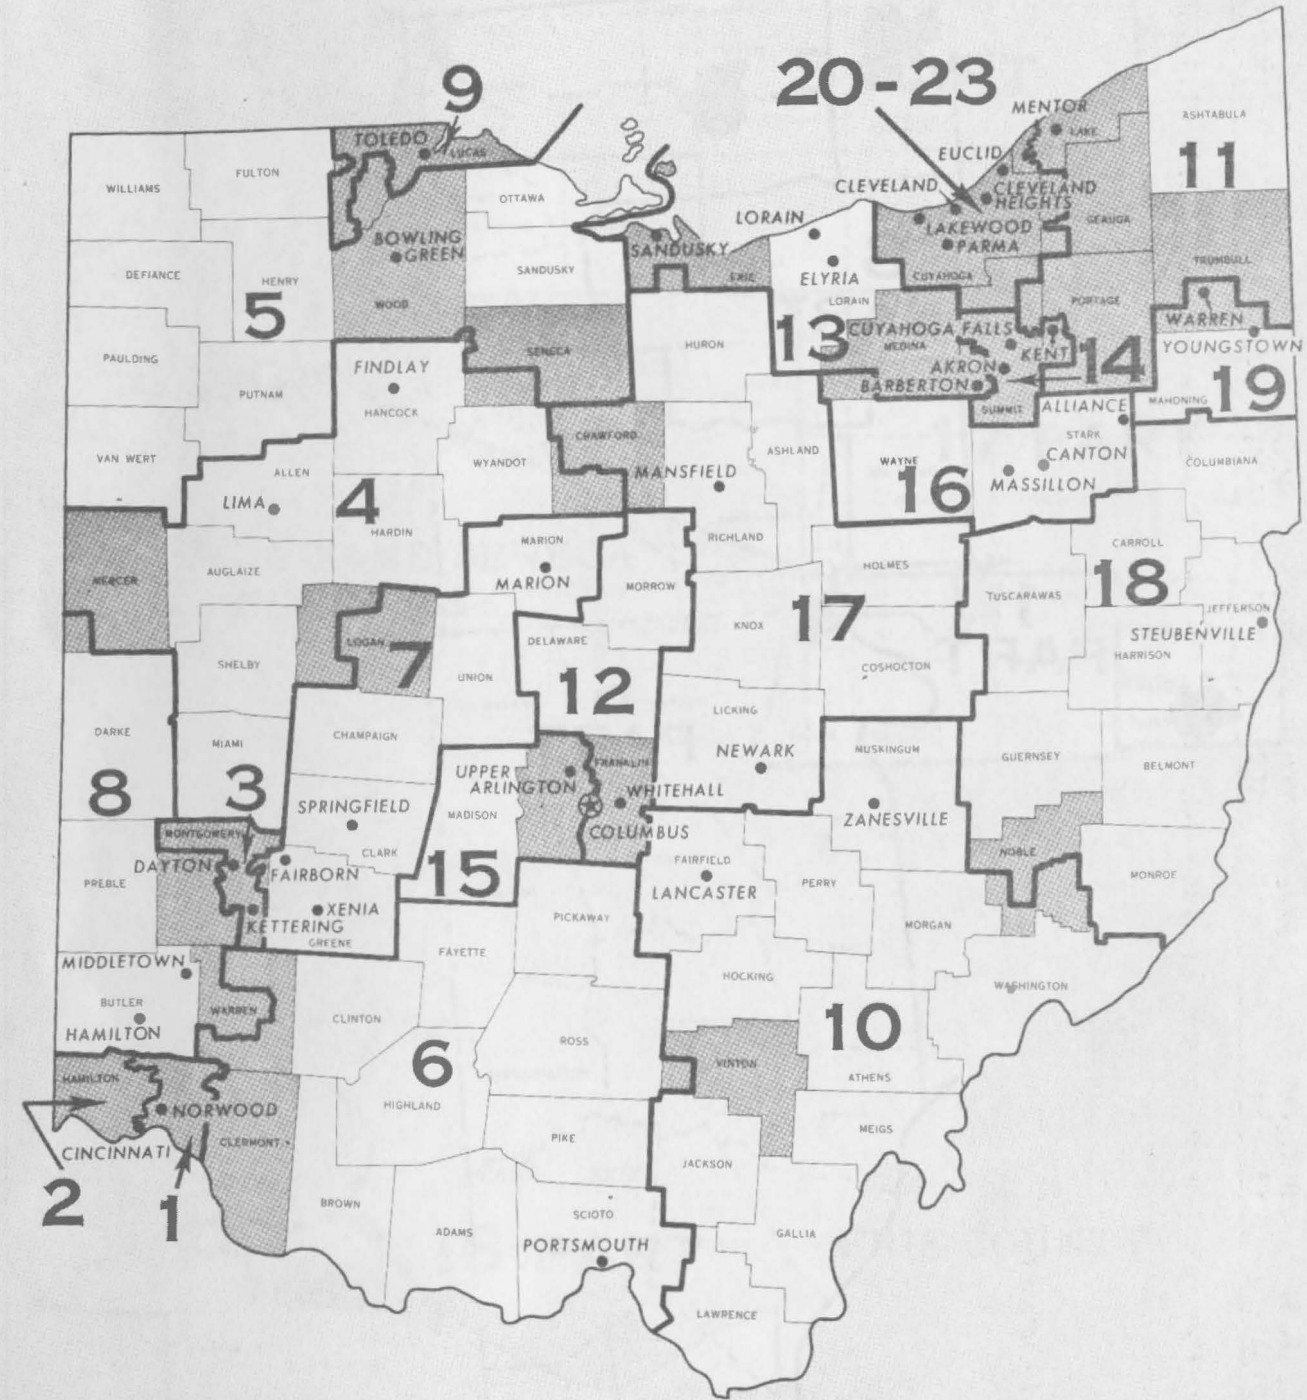 20 - 23
9
MENTOR
LAKE
ASHTABULA
11
TOLEDO
LUCAS
EUCLID
CLEVELAND
CLEVELAND
HEIGHTS
WILLIAMS
FULTON
OTTAWA
LORAIN
LAKEWOOD
PARMA
GEAUGA
BOWLING
GREEN
SANDUSKY
TRUMBULL
DEFIANCE
HENRY
SANDUSKY
ERIE
ELYRIA
CUYAHOGA
WOOD
LORAIN
PORTAGE
5
WARREN
PAULDING
SENECA
HURON
13
CUYAHOGA FALLS
MEDINA
KENT
14
YOUNGSTOWN
FINDLAY
AKRON
BARBERTON
19
PUTNAM
HANCOCK
SUMMIT
ALLIANCE
MAHONING
VAN WERT
ALLEN
WYANDOT
CRAWFORD
ASHLAND
STARK
CANTON
WAYNE
COLUMBIANA
MANSFIELD
16
MASSILLON
LIMA
4
HARDIN
MARION
RICHLAND
CARROLL
MERCER
AUGLAIZE
MARION
MORROW
HOLMES
18
TUSCARAWAS
JEFFERSON
KNOX
17
STEUBENVILLE
LOGAN
7
DELAWARE
HARRISON
SHELBY
UNION
12
COSHOCTON
LICKING
DARKE
MIAMI
CHAMPAIGN
NEWARK
MUSKINGUM
GUERNSEY
BELMONT
8
3
UPPER
ARLINGTON
FRANKLIN
WHITEHALL
SPRINGFIELD
MADISON
ZANESVILLE
MONTGOMERY
COLUMBUS
CLARK
15
NOBLE
DAYTON
FAIRBORN
FAIRFIELD
LANCASTER
PERRY
MONROE
PREBLE
XENIA
KETTERING
GREENE
PICKAWAY
MORGAN
FAYETTE
MIDDLETOWN
HOCKING
WASHINGTON
BUTLER
HAMILTON
WARREN
CLINTON
ROSS
10
6
VINTON
ATHENS
HAMILTON
NORWOOD
HIGHLAND
CINCINNATI
CLERMONT
PIKE
MEIGS
JACKSON
2
1
BROWN
ADAMS
SCIOTO
GALLIA
PORTSMOUTH
LAWRENCE